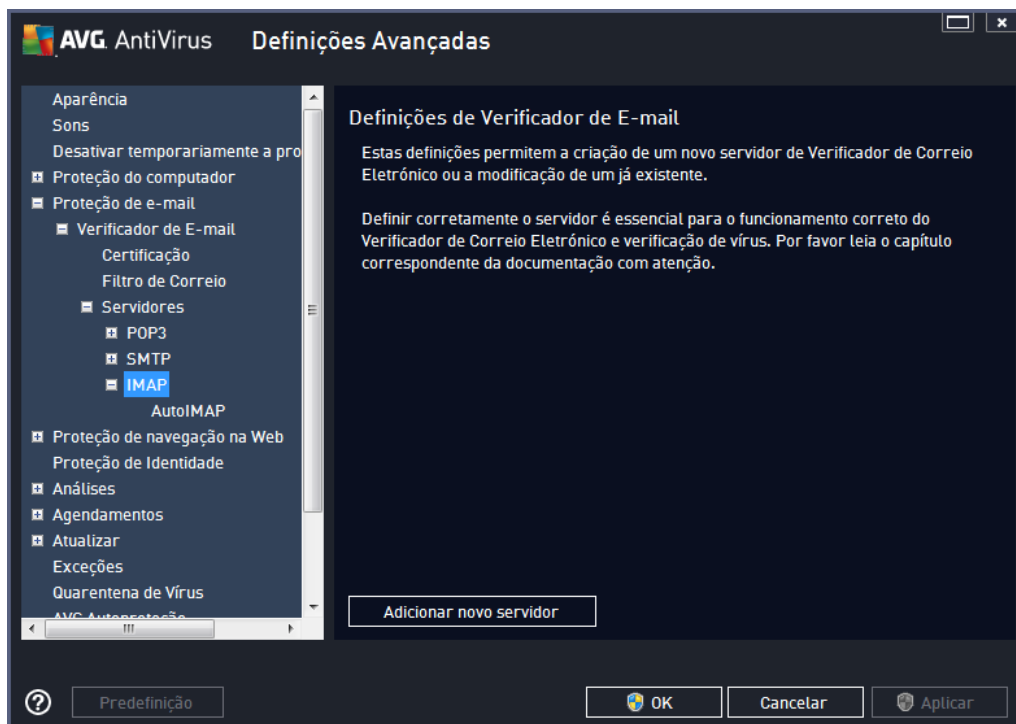 AVG AntiVirus Definições Avançadas
Aparência
Sons
Desativar temporariamente a pro
Proteção do computador
Proteção de e-mail
Verificador de E-mail
Certificação
Filtro de Correio
Servidores
POP3
SMTP
IMAP
AutoIMAP
Proteção de navegação na Web
Proteção de Identidade
Análises
Agendamentos
Atualizar
Exceções
Quarentena de Vírus
AVG Autoproteção
Definições de Verificador de E-mail
Estas definições permitem a criação de um novo servidor de Verificador de Correio
Eletrónico ou a modificação de um já existente.
Definir corretamente o servidor é essencial para o funcionamento correto do
Verificador de Correio Eletrónico e verificação de vírus. Por favor leia o capítulo
correspondente da documentação com atenção.
Adicionar novo servidor
Predefinição
OK
Cancelar
Aplicar